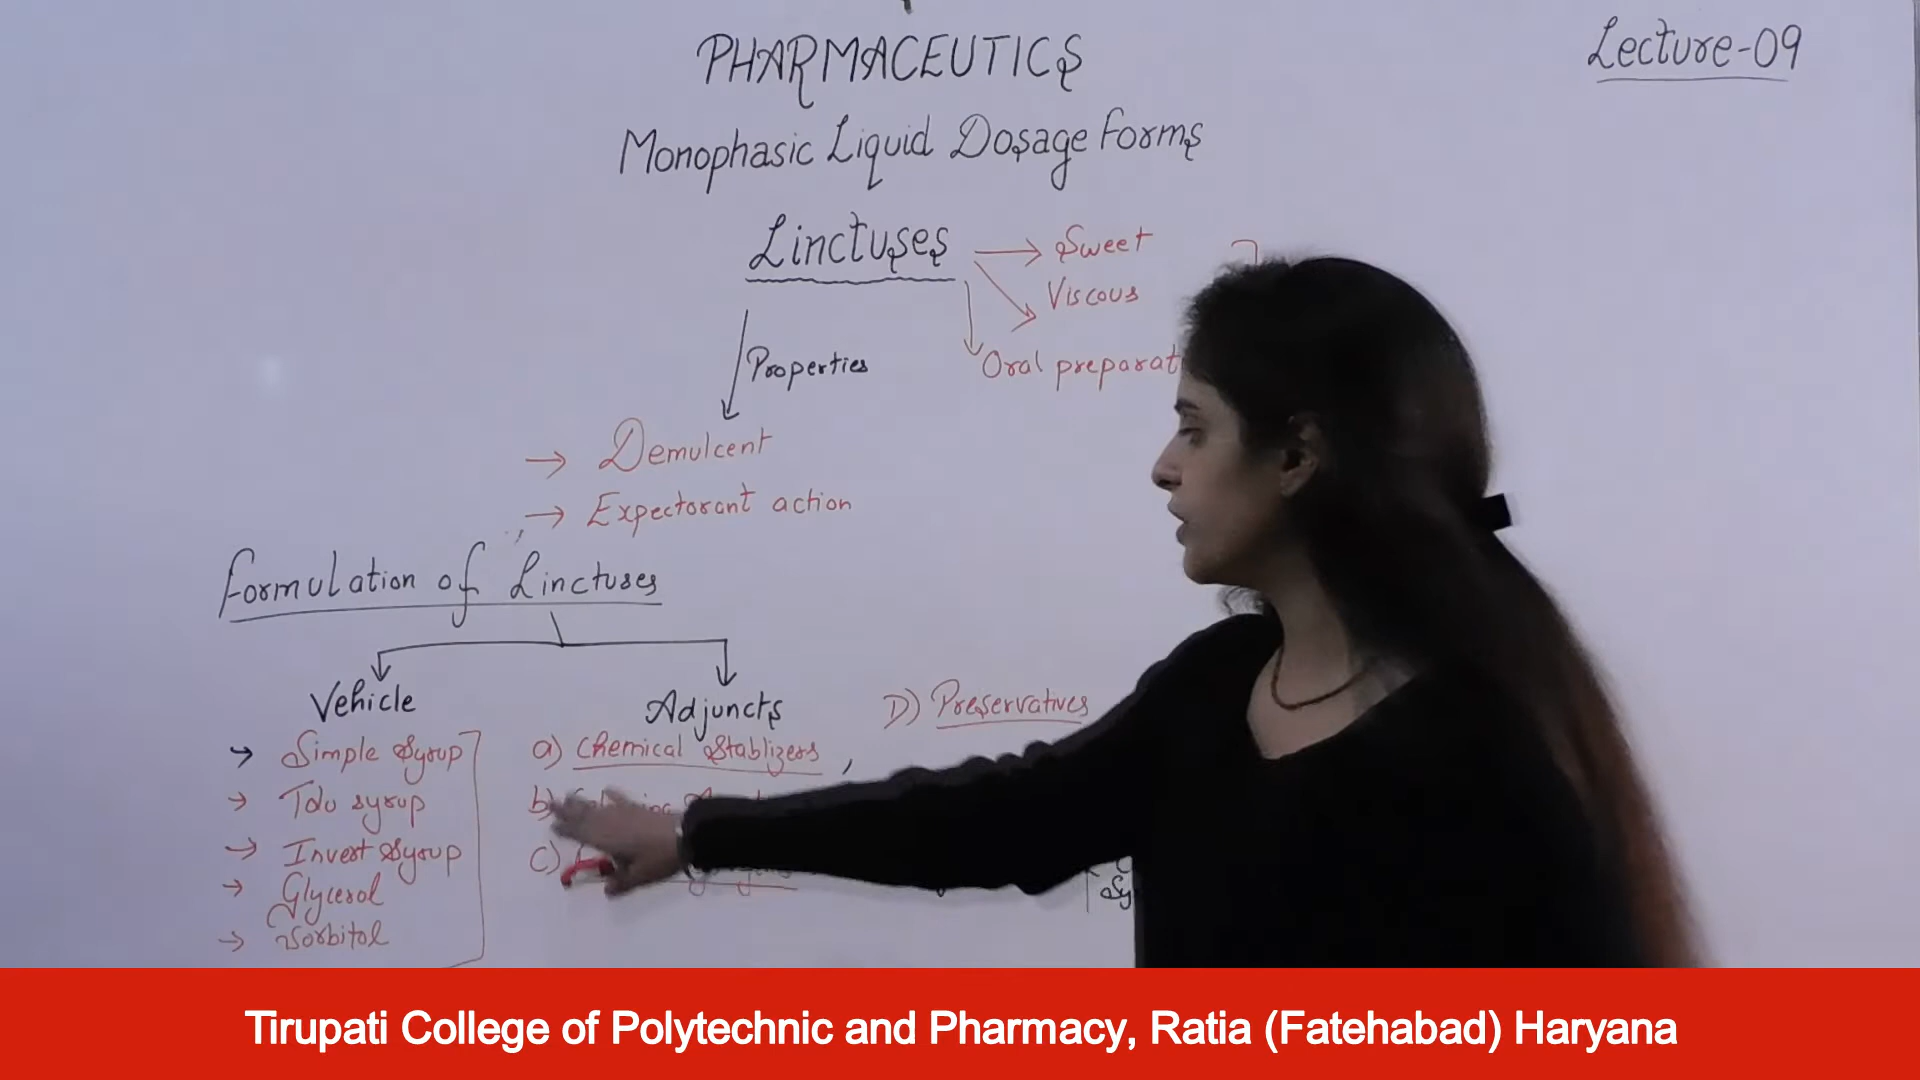 PHARMACEUTICS
Lecture-09
Monophasic Liquid Dosage Forms
Linctuses
Sweet
Viscous
Oral preparat
Properties
→ Demulcent
→ Expectorant action
Formulation of Linctuses
Vehicle
→ Simple Syrup
→ Tolu syrup
→ Invert Syrup
→ Glycerol
→ Sorbitol
Adjuncts
a) Chemical Stablizers,
b)
c)
D) Preservatives
Tirupati College of Polytechnic and Pharmacy, Ratia (Fatehabad) Haryana